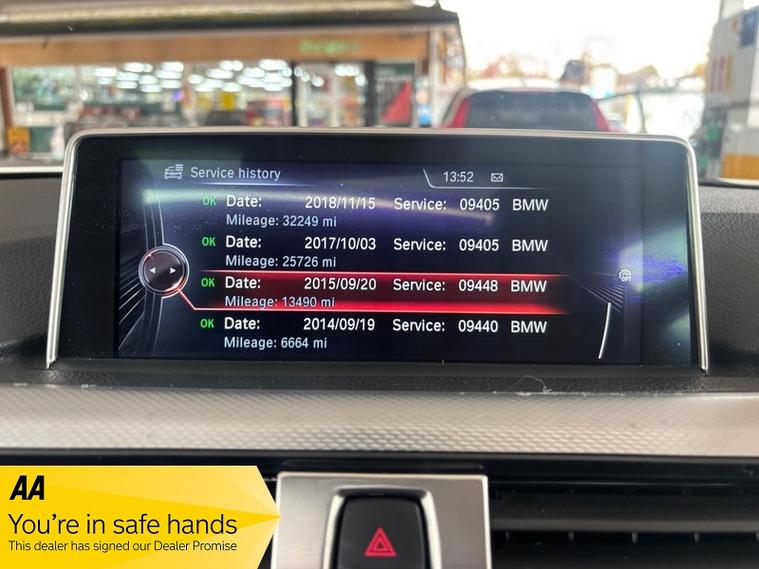 Service history
13:52
OK Date: 2018/11/15 Service: 09405 BMW
Mileage: 32249 mi
OK Date: 2017/10/03 Service: 09405 BMW
Mileage: 25726 mi
OK Date: 2015/09/20 Service: 09448 BMW
Mileage: 13490 mi
OK Date: 2014/09/19 Service: 09440 BMW
Mileage: 6664 mi
OPT
AA
You're in safe hands
This dealer has signed our Dealer Promise